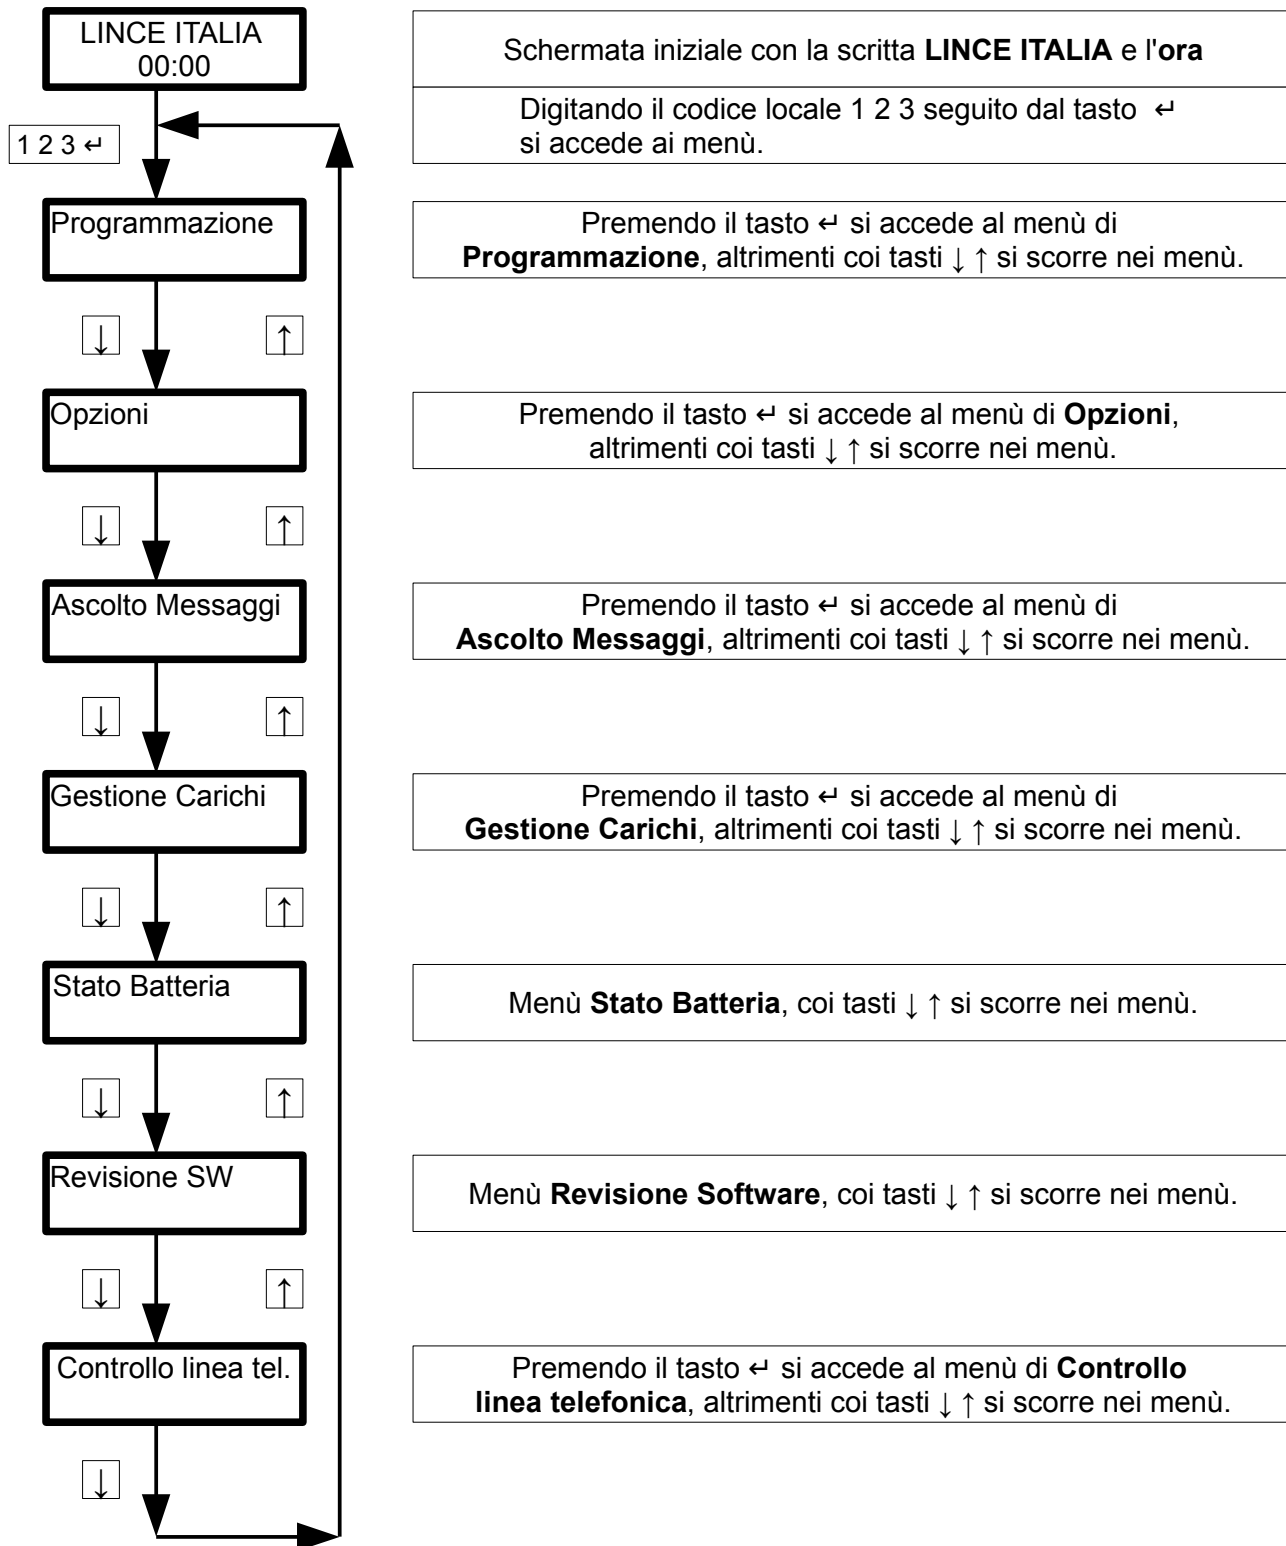 LINCE ITALIA
00:00
Schermata iniziale con la scritta LINCE ITALIA e l'ora
1 2 3 ↵
Digitando il codice locale 1 2 3 seguito dal tasto ↵
si accede ai menù.
Programmazione
Premendo il tasto ↵ si accede al menù di
Programmazione, altrimenti coi tasti ↓ ↑ si scorre nei menù.
↓ ↑
Opzioni
Premendo il tasto ↵ si accede al menù di Opzioni,
altrimenti coi tasti ↓ ↑ si scorre nei menù.
↓ ↑
Ascolto Messaggi
Premendo il tasto ↵ si accede al menù di
Ascolto Messaggi, altrimenti coi tasti ↓ ↑ si scorre nei menù.
↓ ↑
Gestione Carichi
Premendo il tasto ↵ si accede al menù di
Gestione Carichi, altrimenti coi tasti ↓ ↑ si scorre nei menù.
↓ ↑
Stato Batteria
Menù Stato Batteria, coi tasti ↓ ↑ si scorre nei menù.
↓ ↑
Revisione SW
Menù Revisione Software, coi tasti ↓ ↑ si scorre nei menù.
↓ ↑
Controllo linea tel.
Premendo il tasto ↵ si accede al menù di Controllo
linea telefonica, altrimenti coi tasti ↓ ↑ si scorre nei menù.
↓